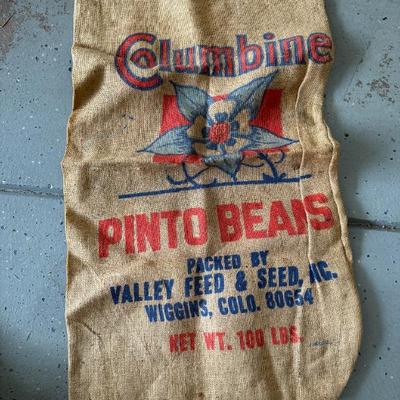 Columbine
PINTO BEANS
PACKED BY
VALLEY FEED & SEED, INC.
WIGGINS, COLO. 80654
NET WT. 100 LBS.